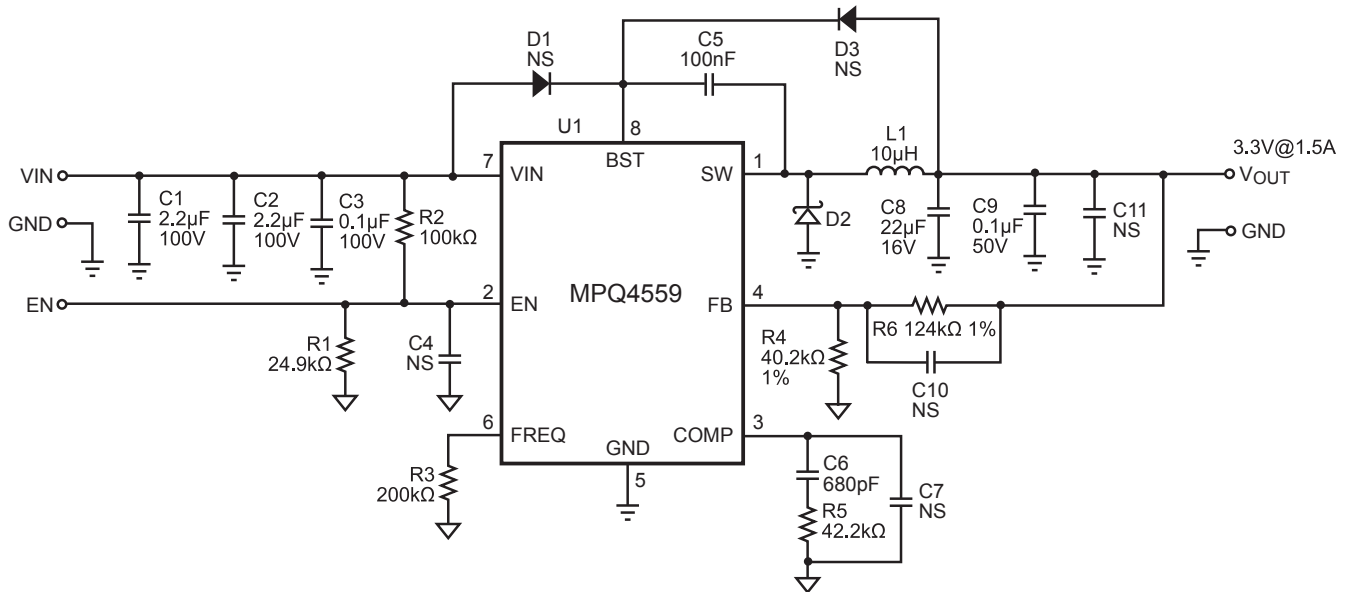 D1
NS
C5
100nF
D3
NS
U1
8
BST
7
VIN
SW
1
L1
10µH
3.3V@1.5A
VIN
VOUT
GND
C1
2.2µF
100V
C2
2.2µF
100V
C3
0.1µF
100V
R2
100kΩ
D2
C8
22µF
16V
C9
0.1µF
50V
C11
NS
GND
EN
2
EN
MPQ4559
FB
4
R1
24.9kΩ
C4
NS
R4
40.2kΩ
1%
R6 124kΩ 1%
C10
NS
6
FREQ
GND
5
COMP
3
R3
200kΩ
C6
680pF
R5
42.2kΩ
C7
NS